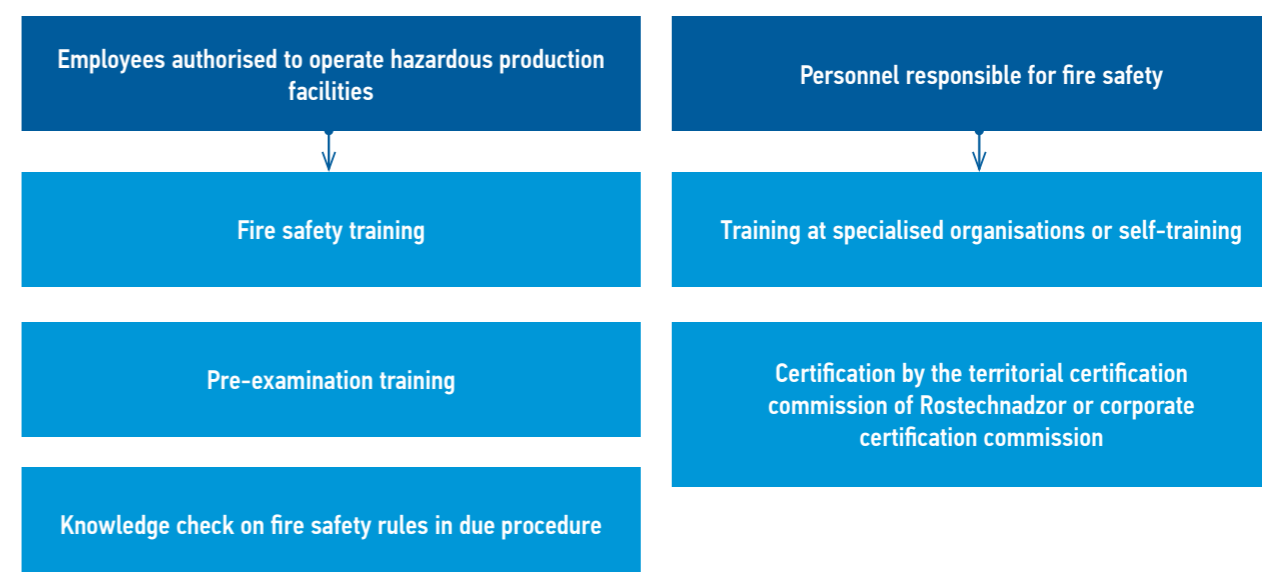 Employees authorised to operate hazardous production
facilities
Fire safety training
Pre-examination training
Knowledge check on fire safety rules in due procedure
Personnel responsible for fire safety
Training at specialised organisations or self-training
Certification by the territorial certification
commission of Rostechnadzor or corporate
certification commission